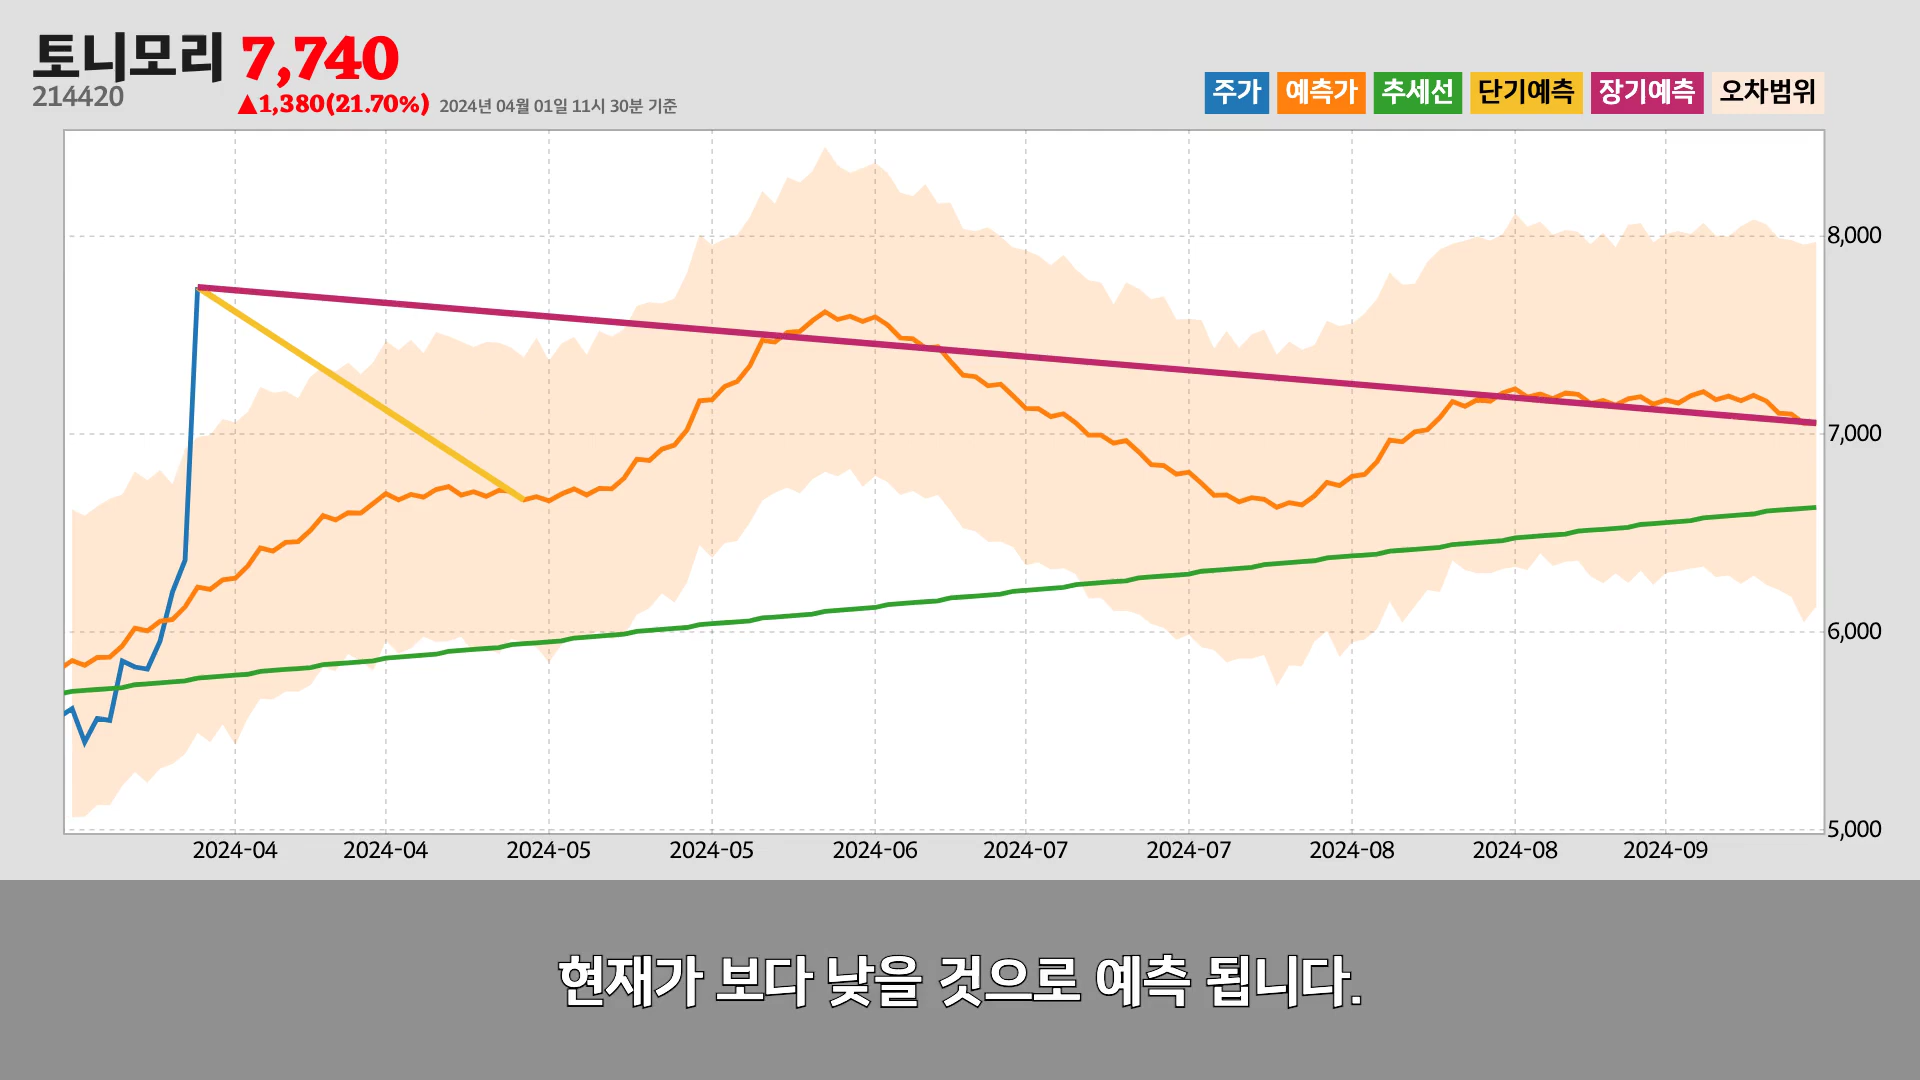 토니모리 7,740
214420
▲1,380(21.70%) 2024년 04월 01일 11시 30분 기준
주가 예측가 추세선 단기예측 장기예측 오차범위
8,000
7,000
6,000
5,000
2024-04 2024-04 2024-05 2024-05 2024-06 2024-07 2024-07 2024-08 2024-08 2024-09
현재가 보다 낮을 것으로 예측 됩니다.